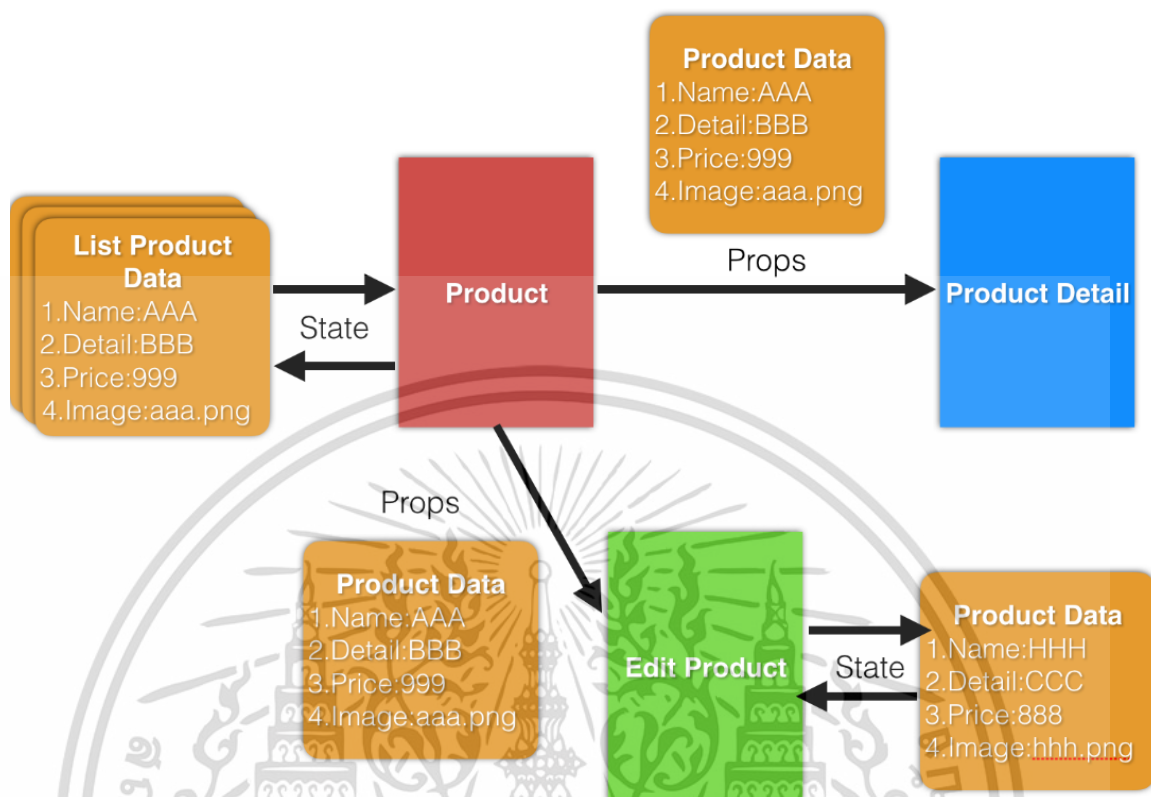 Product Data
1.Name:AAA
2.Detail:BBB
3.Price:999
4.Image:aaa.png
List Product
Data
1.Name:AAA
2.Detail:BBB
3.Price:999
4.Image:aaa.png
State
Product
Props
Product Detail
Props
Product Data
1.Name:AAA
2.Detail:BBB
3.Price:999
4.Image:aaa.png
Edit Product
State
Product Data
1.Name:HHH
2.Detail:CCC
3.Price:888
4.Image:hhh.png